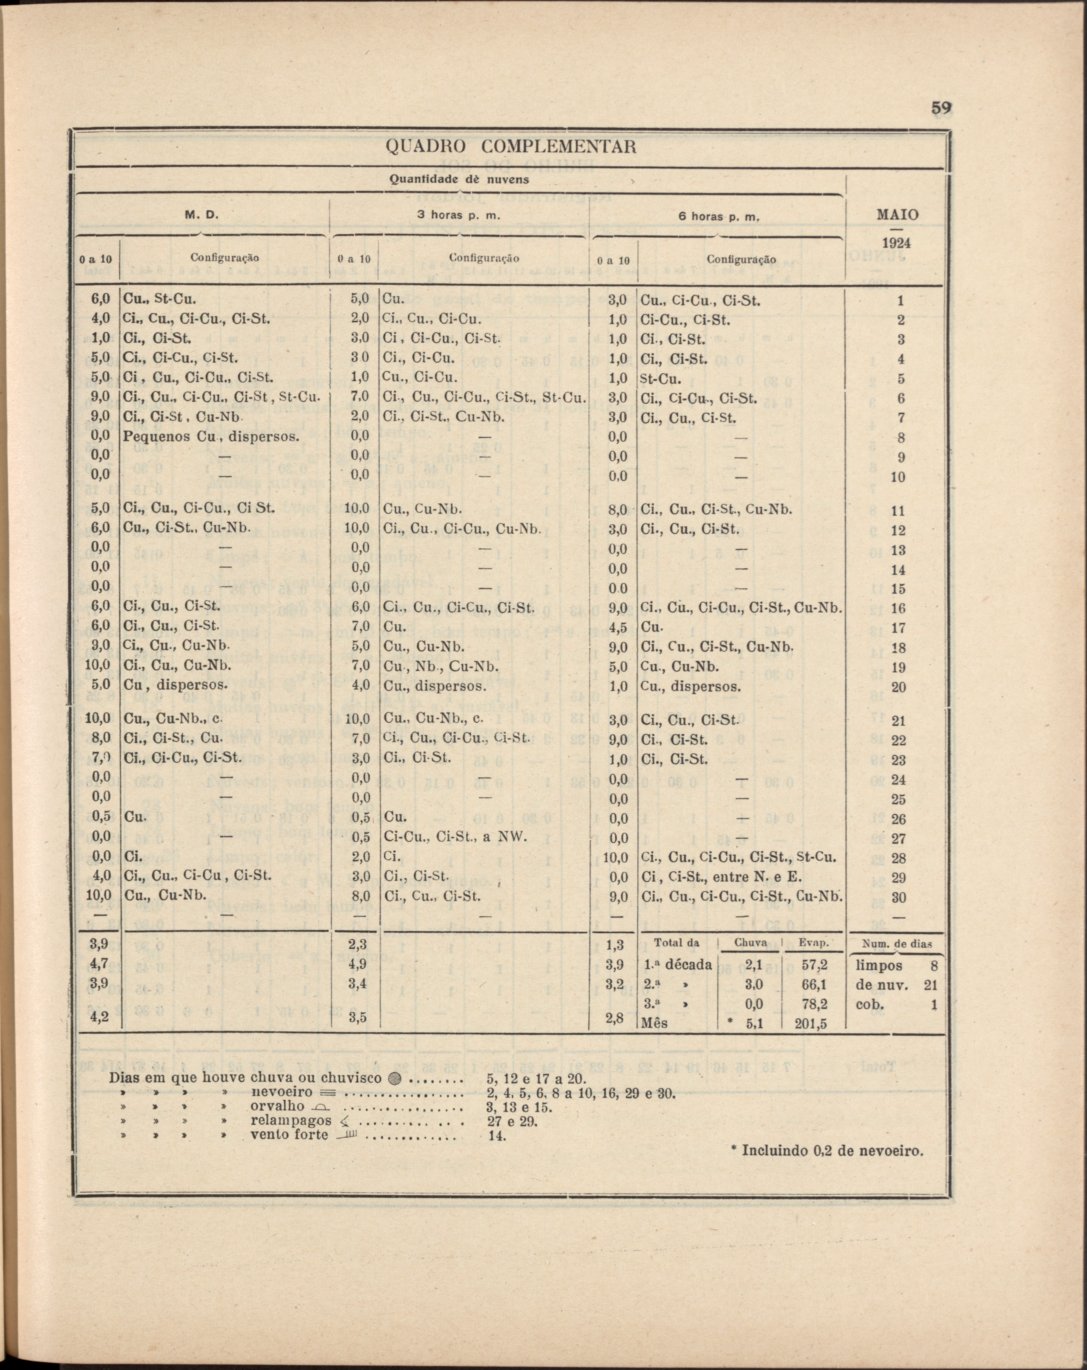 59
QUADRO COMPLEMENTAR
Quantidade dè nuvens
M. D. 3 horas p. m. 6 horas p. m. MAIO
1924
0 a 10 Configuração 0 a 10 Configuração 0 a 10 Configuração
6,0 Cu., St-Cu. 5,0 Cu. 3,0 Cu., Ci-Cu., Ci-St. 1
4,0 Ci., Cu., Ci-Cu., Ci-St. 2,0 Ci., Cu., Ci-Cu. 1,0 Ci-Cu., Ci-St. 2
1,0 Ci., Ci-St. 3,0 Ci, Ci-Cu., Ci-St. 1,0 Ci., Ci-St. 3
5,0 Ci., Ci-Cu., Ci-St. 3 0 Ci., Ci-Cu. 1,0 Ci., Ci-St. 4
5,0 Ci, Cu., Ci-Cu., Ci-St. 1,0 Cu., Ci-Cu. 1,0 St-Cu. 5
9,0 Ci., Cu., Ci-Cu., Ci-St, St-Cu. 7,0 Ci., Cu., Ci-Cu., Ci-St., St-Cu. 3,0 Ci., Ci-Cu., Ci-St. 6
9,0 Ci., Ci-St, Cu-Nb. 2,0 Ci., Ci-St., Cu-Nb. 3,0 Ci., Cu., Ci-St. 7
0,0 Pequenos Cu, dispersos. 0,0 — 0,0 — 8
0,0 — 0,0 — 0,0 — 9
0,0 — 0,0 — 0,0 — 10
5,0 Ci., Cu., Ci-Cu., Ci St. 10,0 Cu., Cu-Nb. 8,0 Ci., Cu., Ci-St., Cu-Nb. 11
6,0 Cu., Ci-St., Cu-Nb. 10,0 Ci., Cu., Ci-Cu., Cu-Nb. 3,0 Ci., Cu., Ci-St. 12
0,0 — 0,0 — 0,0 — 13
0,0 — 0,0 — 0,0 — 14
0,0 — 0,0 — 0 0 — 15
6,0 Ci., Cu., Ci-St. 6,0 Ci., Cu., Ci-Cu., Ci-St. 9,0 Ci., Cu., Ci-Cu., Ci-St., Cu-Nb. 16
6,0 Ci., Cu., Ci-St. 7,0 Cu. 4,5 Cu. 17
9,0 Ci., Cu., Cu-Nb. 5,0 Cu., Cu-Nb. 9,0 Ci., Cu., Ci-St., Cu-Nb. 18
10,0 Ci., Cu., Cu-Nb. 7,0 Cu, Nb., Cu-Nb. 5,0 Cu., Cu-Nb. 19
5,0 Cu, dispersos. 4,0 Cu., dispersos. 1,0 Cu., dispersos. 20
10,0 Cu., Cu-Nb., c. 10,0 Cu., Cu-Nb., c. 3,0 Ci., Cu., Ci-St. 21
8,0 Ci., Ci-St., Cu. 7,0 Ci., Cu., Ci-Cu., Ci-St. 9,0 Ci., Ci-St. 22
7,0 Ci., Ci-Cu., Ci-St. 3,0 Ci., Ci-St. 1,0 Ci., Ci-St. 23
0,0 — 0,0 — 0,0 — 24
0,0 — 0,0 — 0,0 — 25
0,5 Cu. 0,5 Cu. 0,0 — 26
0,0 — 0,5 Ci-Cu., Ci-St., a NW. 0,0 — 27
0,0 Ci. 2,0 Ci. 10,0 Ci., Cu., Ci-Cu., Ci-St., St-Cu. 28
4,0 Ci., Cu., Ci-Cu, Ci-St. 3,0 Ci., Ci-St. 0,0 Ci, Ci-St., entre N. e E. 29
10,0 Cu., Cu-Nb. 8,0 Ci., Cu., Ci-St. 9,0 Ci., Cu., Ci-Cu., Ci-St., Cu-Nb. 30
— — — — — — —
3,9 2,3 1,3 Total da Chuva Evap. Num. de dias
4,7 4,9 3,9 1.ª década 2,1 57,2 limpos 8
3,9 3,4 3,2 2.ª » 3,0 66,1 de nuv. 21
3.ª » 0,0 78,2 cob. 1
4,2 3,5 2,8 Mês * 5,1 201,5
Dias em que houve chuva ou chuvisco ........ 5, 12 e 17 a 20.
» » » » nevoeiro ................. 2, 4, 5, 6, 8 a 10, 16, 29 e 30.
» » » » orvalho ................. 3, 13 e 15.
» » » » relampagos .......... . . . 27 e 29.
» » » » vento forte ............. 14.
* Incluindo 0,2 de nevoeiro.